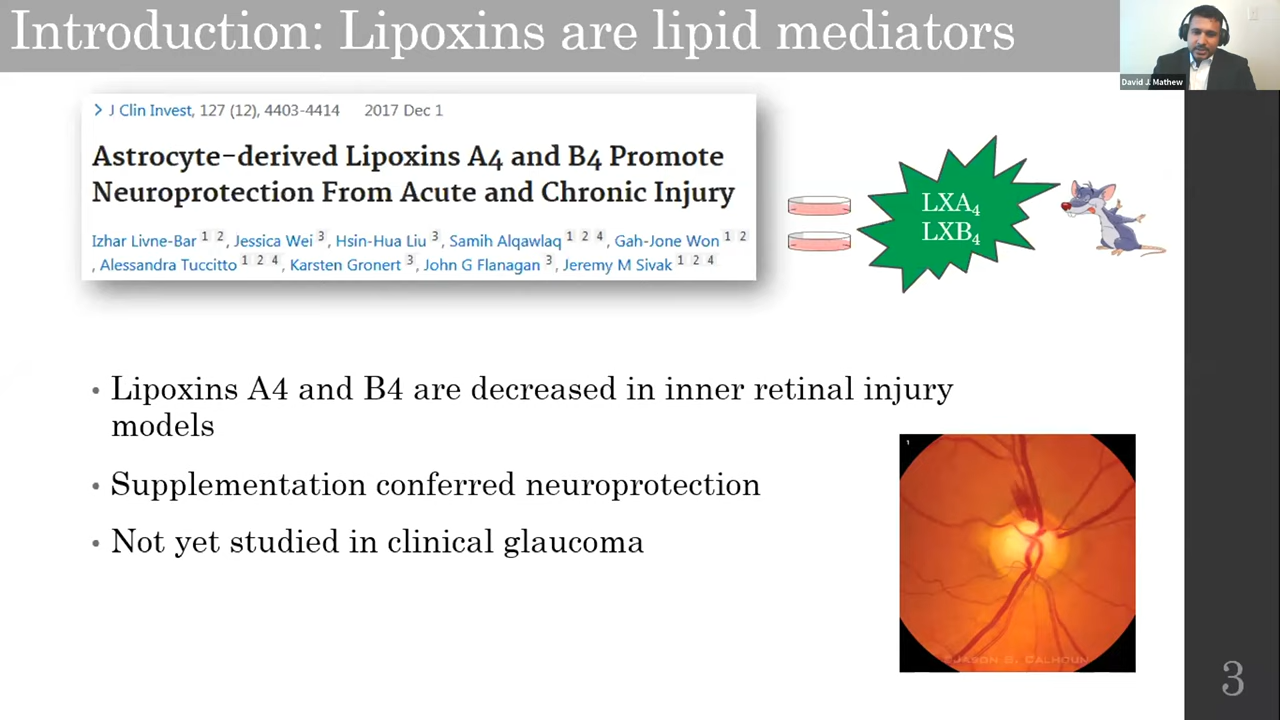 Introduction: Lipoxins are lipid mediators
David J. Mathew
> J Clin Invest, 127 (12), 4403-4414 2017 Dec 1
Astrocyte-derived Lipoxins A4 and B4 Promote
Neuroprotection From Acute and Chronic Injury
Izhar Livne-Bar 1 2, Jessica Wei 3, Hsin-Hua Liu 3, Samih Alqawlaq 1 2 4, Gah-Jone Won 1 2
, Alessandra Tuccitto 1 2 4, Karsten Gronert 3, John G Flanagan 3, Jeremy M Sivak 1 2 4
LXA4
LXB4
• Lipoxins A4 and B4 are decreased in inner retinal injury
models
• Supplementation conferred neuroprotection
• Not yet studied in clinical glaucoma
1
©JASON S. CALHOUN
3